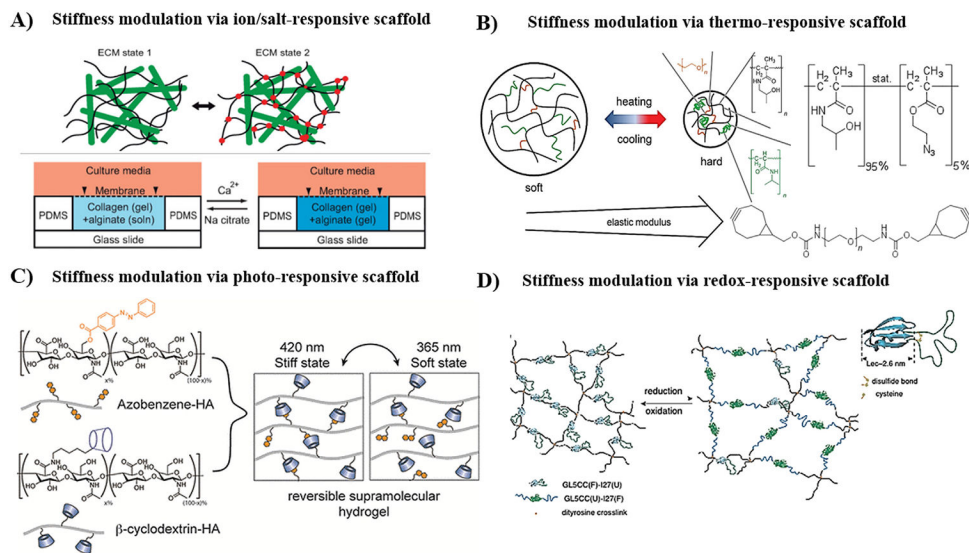 A) Stiffness modulation via ion/salt-responsive scaffold
ECM state 1
ECM state 2
Culture media
Membrane
PDMS
Collagen (gel)
+alginate (soln)
PDMS
Glass slide
Ca²⁺
Na citrate
Culture media
Membrane
PDMS
Collagen (gel)
+alginate (gel)
PDMS
Glass slide
B) Stiffness modulation via thermo-responsive scaffold
soft
heating
cooling
hard
elastic modulus
stat.
95%
5%
C) Stiffness modulation via photo-responsive scaffold
Azobenzene-HA
β-cyclodextrin-HA
420 nm
Stiff state
365 nm
Soft state
reversible supramolecular
hydrogel
D) Stiffness modulation via redox-responsive scaffold
reduction
oxidation
Lec~2.6 nm
disulfide bond
cysteine
GL5CC(F)-I27(U)
GL5CC(U)-I27(F)
dityrosine crosslink